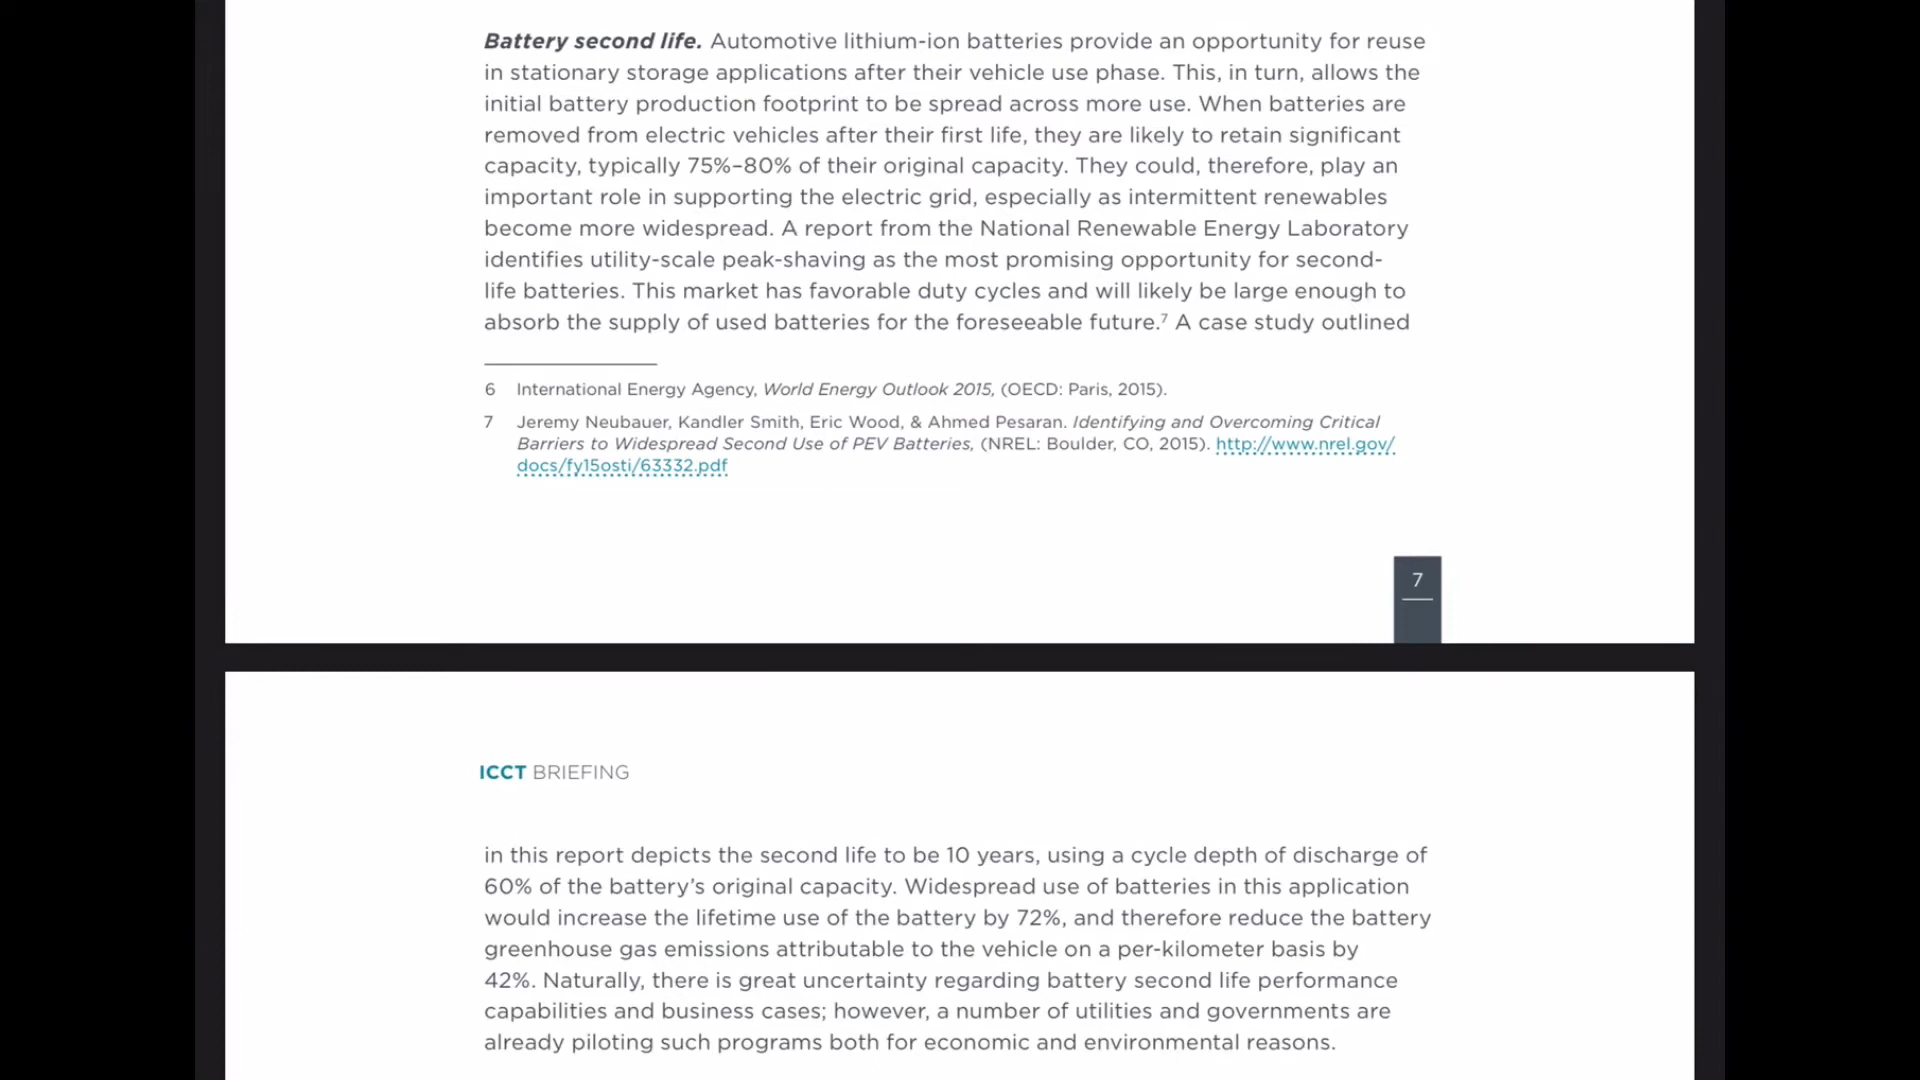 Battery second life. Automotive lithium-ion batteries provide an opportunity for reuse
in stationary storage applications after their vehicle use phase. This, in turn, allows the
initial battery production footprint to be spread across more use. When batteries are
removed from electric vehicles after their first life, they are likely to retain significant
capacity, typically 75%–80% of their original capacity. They could, therefore, play an
important role in supporting the electric grid, especially as intermittent renewables
become more widespread. A report from the National Renewable Energy Laboratory
identifies utility-scale peak-shaving as the most promising opportunity for second-
life batteries. This market has favorable duty cycles and will likely be large enough to
absorb the supply of used batteries for the foreseeable future.⁷ A case study outlined
6 International Energy Agency, World Energy Outlook 2015, (OECD: Paris, 2015).
7 Jeremy Neubauer, Kandler Smith, Eric Wood, & Ahmed Pesaran. Identifying and Overcoming Critical
Barriers to Widespread Second Use of PEV Batteries, (NREL: Boulder, CO, 2015). http://www.nrel.gov/
docs/fy15osti/63332.pdf
7
ICCT BRIEFING
in this report depicts the second life to be 10 years, using a cycle depth of discharge of
60% of the battery’s original capacity. Widespread use of batteries in this application
would increase the lifetime use of the battery by 72%, and therefore reduce the battery
greenhouse gas emissions attributable to the vehicle on a per-kilometer basis by
42%. Naturally, there is great uncertainty regarding battery second life performance
capabilities and business cases; however, a number of utilities and governments are
already piloting such programs both for economic and environmental reasons.